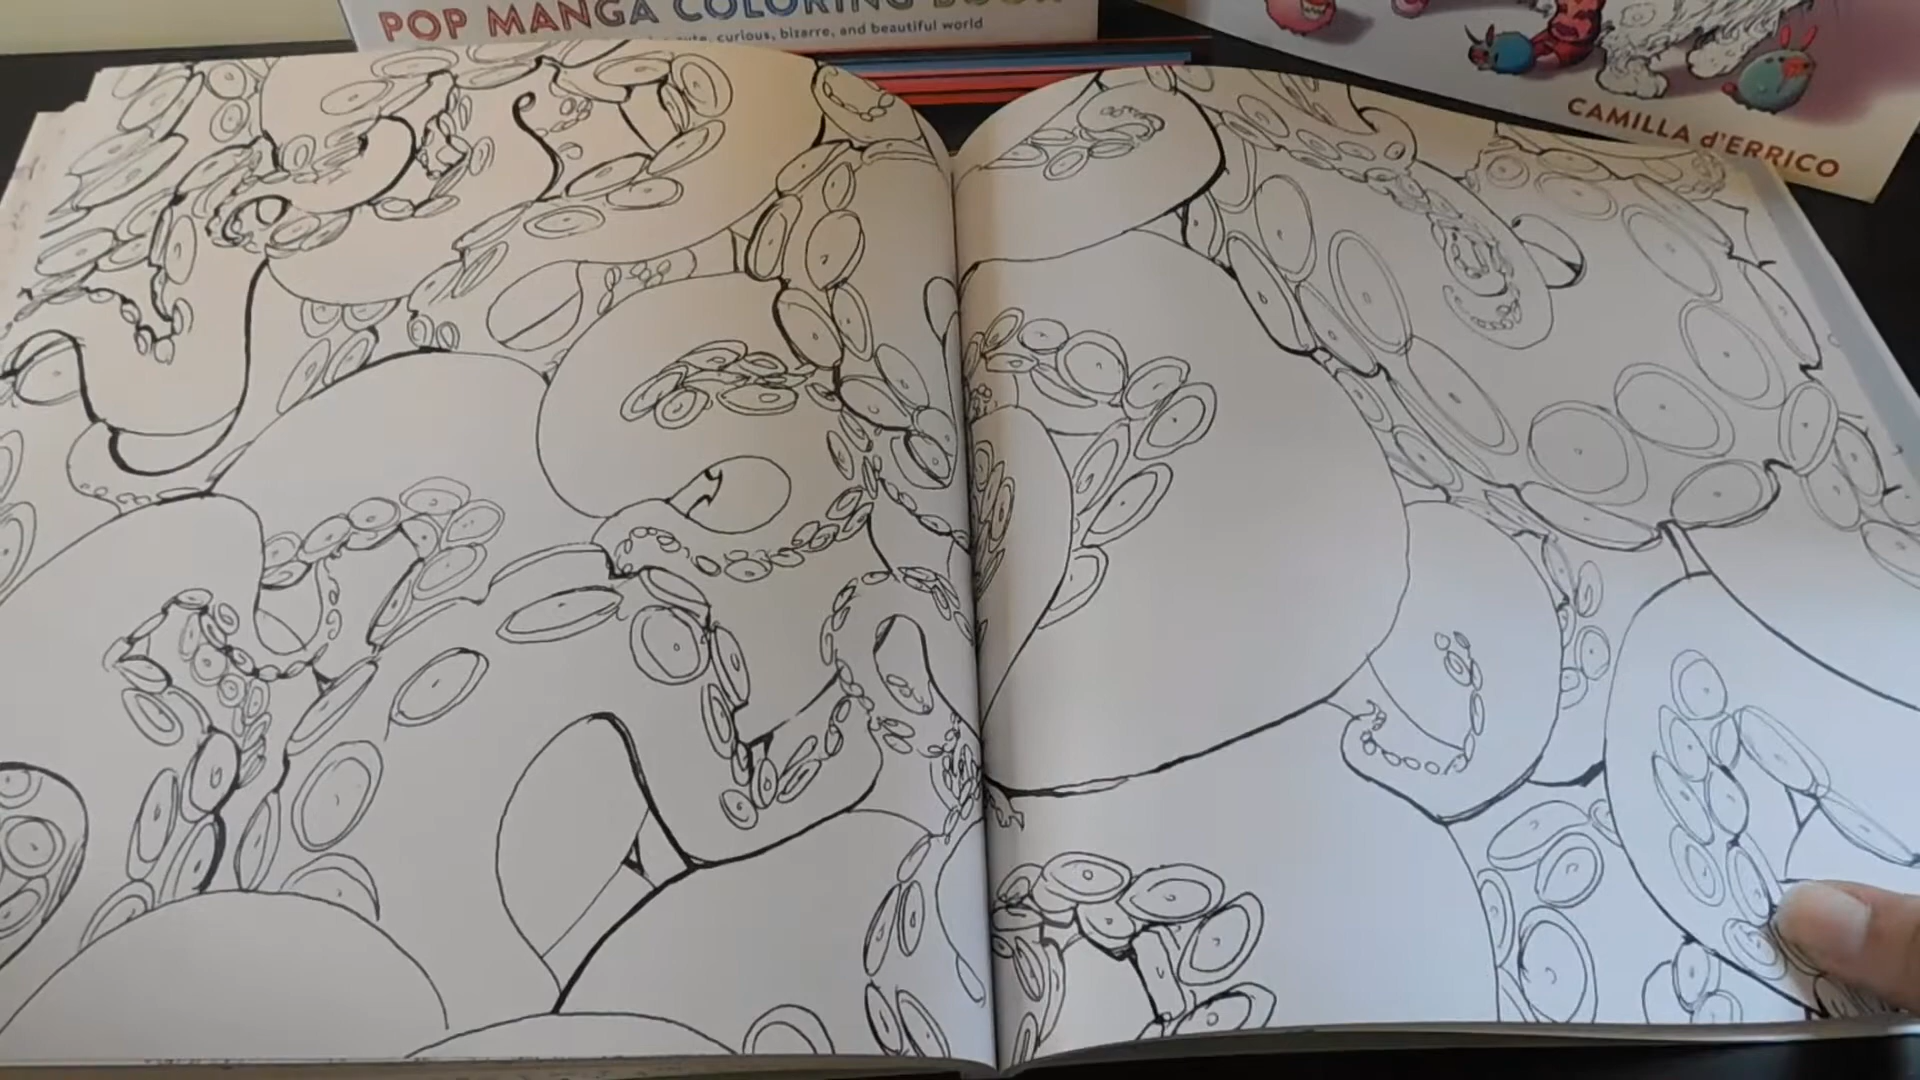 POP MANGA COLORING BOOK
cute, curious, bizarre, and beautiful world
CAMILLA d'ERRICO